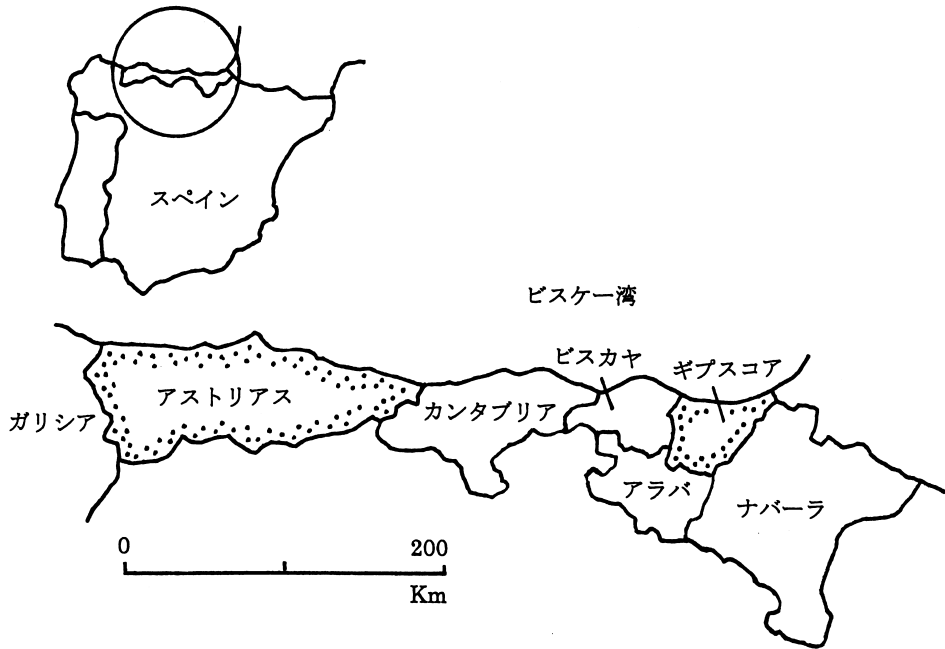 スペイン
ビスケー湾
ビスカヤ
ギプスコア
アストリアス
カンタブリア
ガリシア
アラバ
ナバーラ
0 200
Km